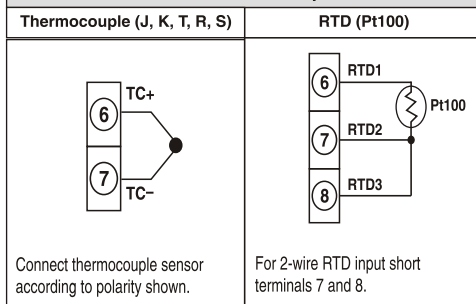 Thermocouple (J, K, T, R, S)
RTD (Pt100)
6
TC+
7
TC−
Connect thermocouple sensor
according to polarity shown.
6
RTD1
Pt100
7
RTD2
8
RTD3
For 2-wire RTD input short
terminals 7 and 8.